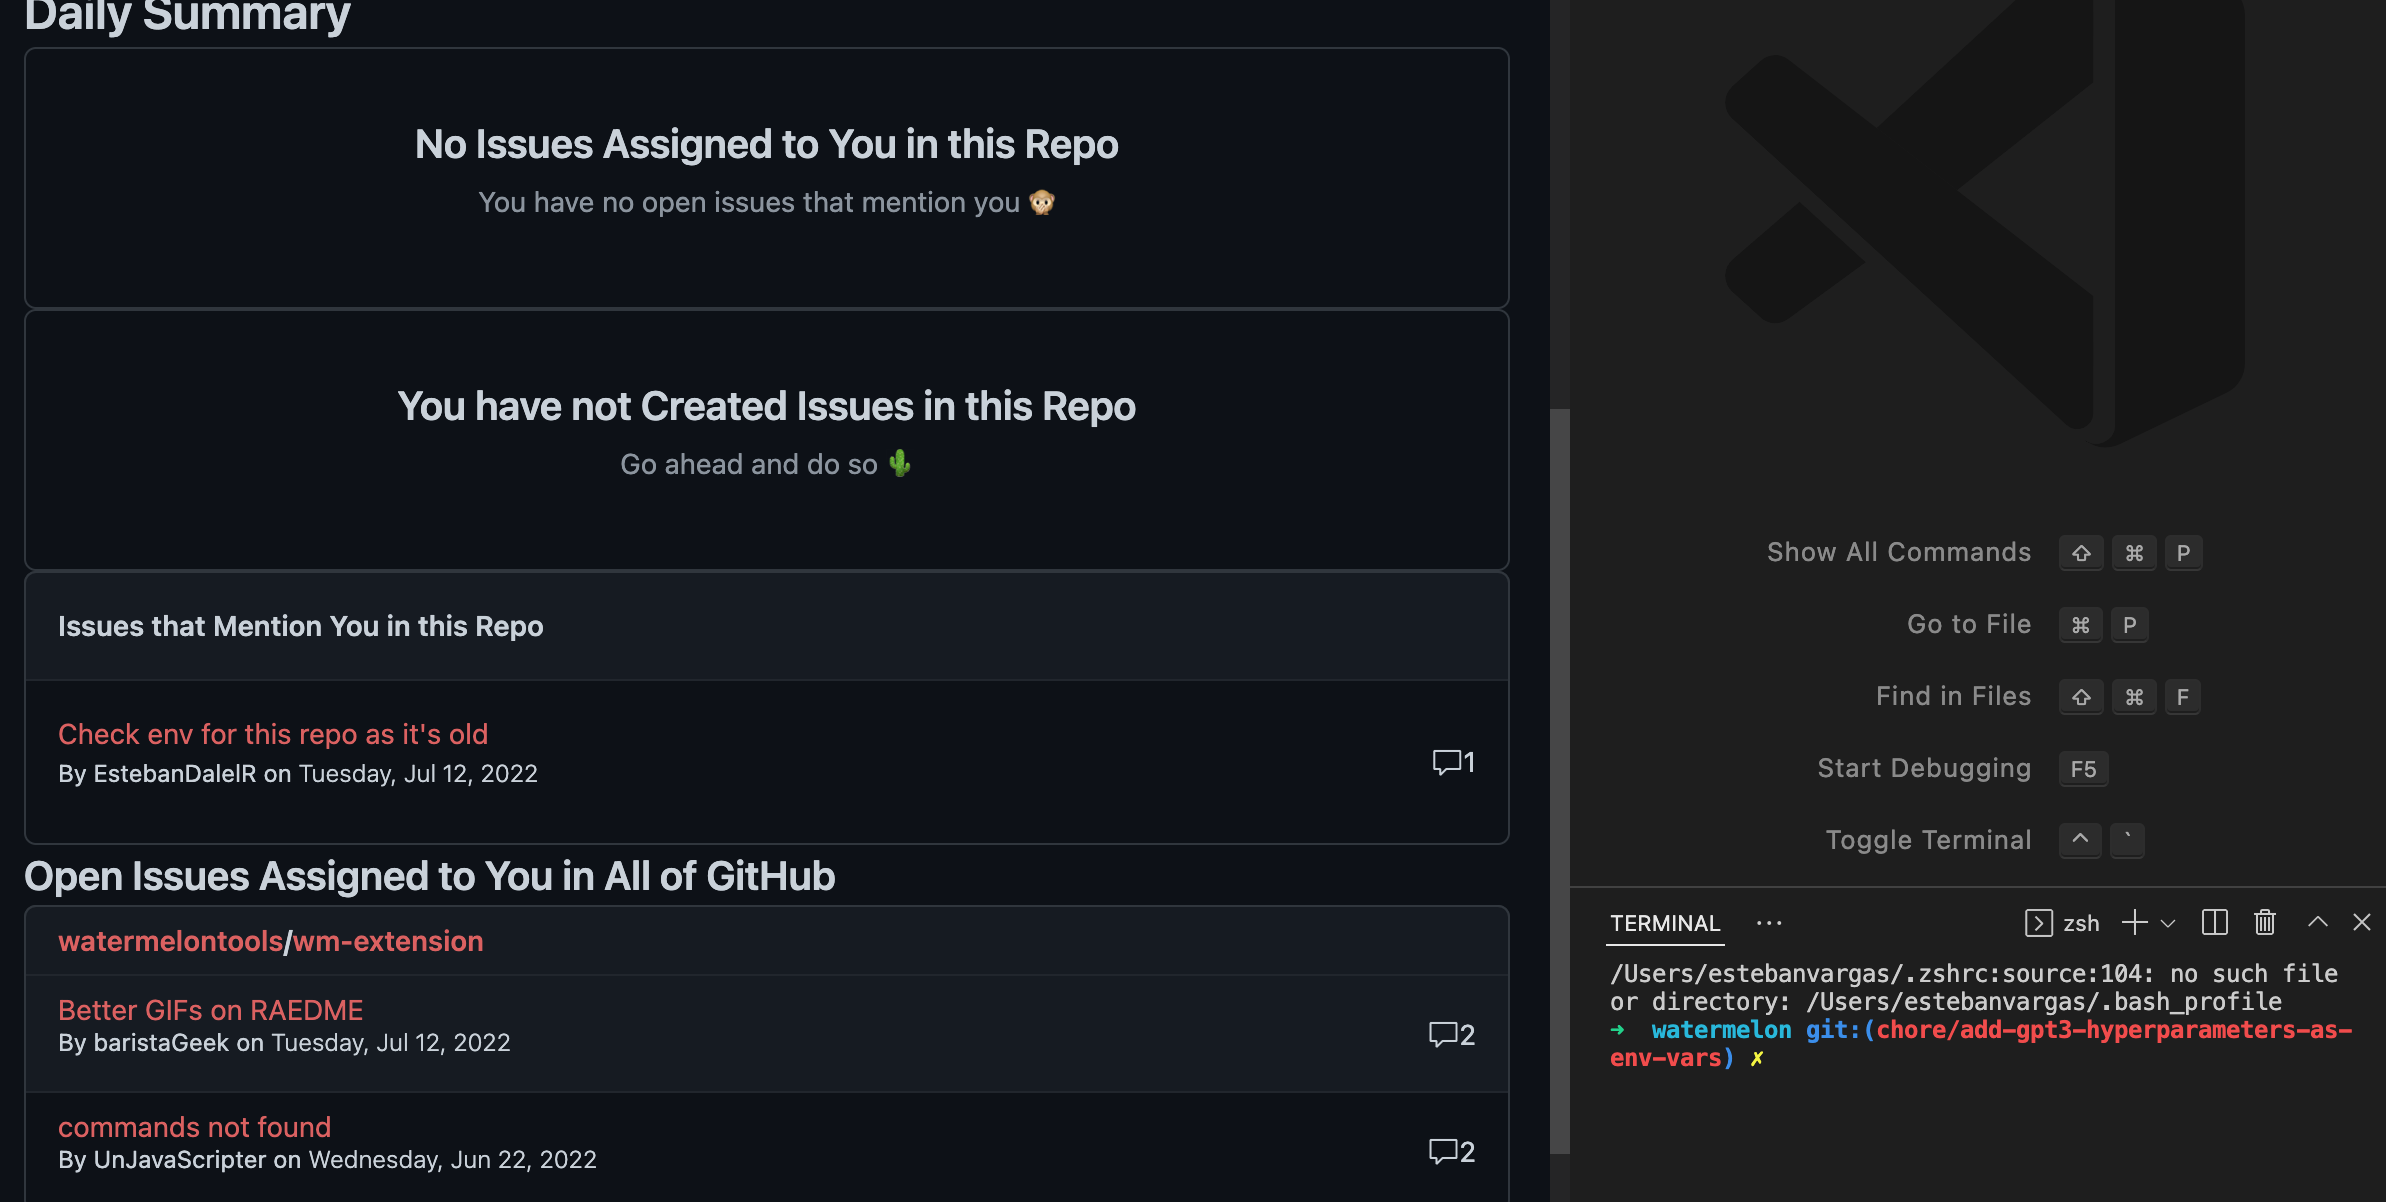 Daily Summary
No Issues Assigned to You in this Repo
You have no open issues that mention you 🙊
You have not Created Issues in this Repo
Go ahead and do so 🌵
Issues that Mention You in this Repo
Check env for this repo as it's old
By EstebanDalelR on Tuesday, Jul 12, 2022
1
Open Issues Assigned to You in All of GitHub
watermelontools/wm-extension
Better GIFs on RAEDME
By baristaGeek on Tuesday, Jul 12, 2022
2
commands not found
By UnJavaScripter on Wednesday, Jun 22, 2022
2
Show All Commands ⇧ ⌘ P
Go to File ⌘ P
Find in Files ⇧ ⌘ F
Start Debugging F5
Toggle Terminal ^ `
TERMINAL ··· zsh
/Users/estebanvargas/.zshrc:source:104: no such file
or directory: /Users/estebanvargas/.bash_profile
➜  watermelon git:(chore/add-gpt3-hyperparameters-as-
env-vars) ✗